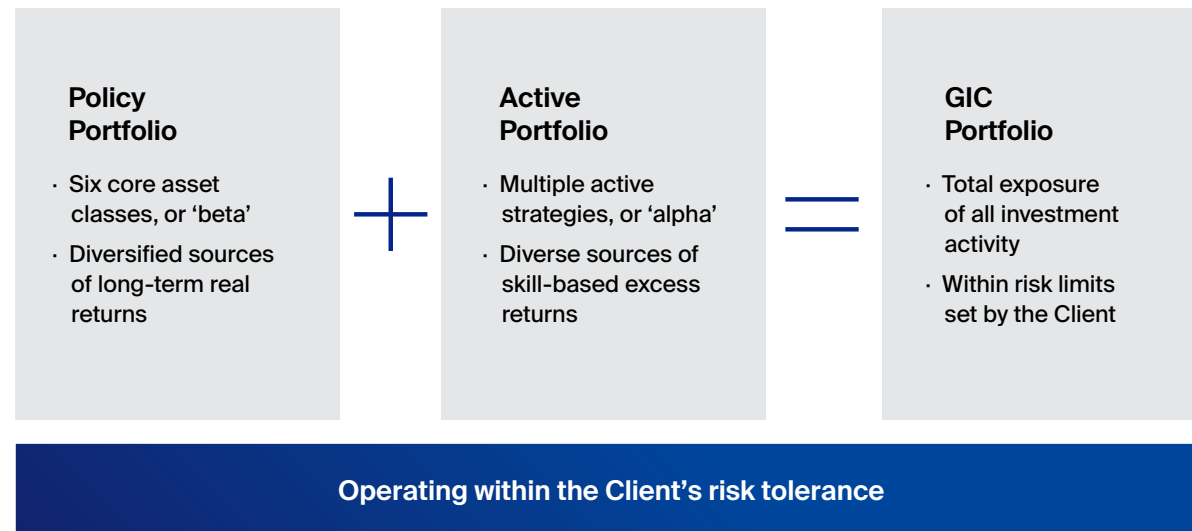 Policy
Portfolio
· Six core asset
classes, or ‘beta’
· Diversified sources
of long-term real
returns
Active
Portfolio
· Multiple active
strategies, or ‘alpha’
· Diverse sources of
skill-based excess
returns
GIC
Portfolio
· Total exposure
of all investment
activity
· Within risk limits
set by the Client
Operating within the Client’s risk tolerance